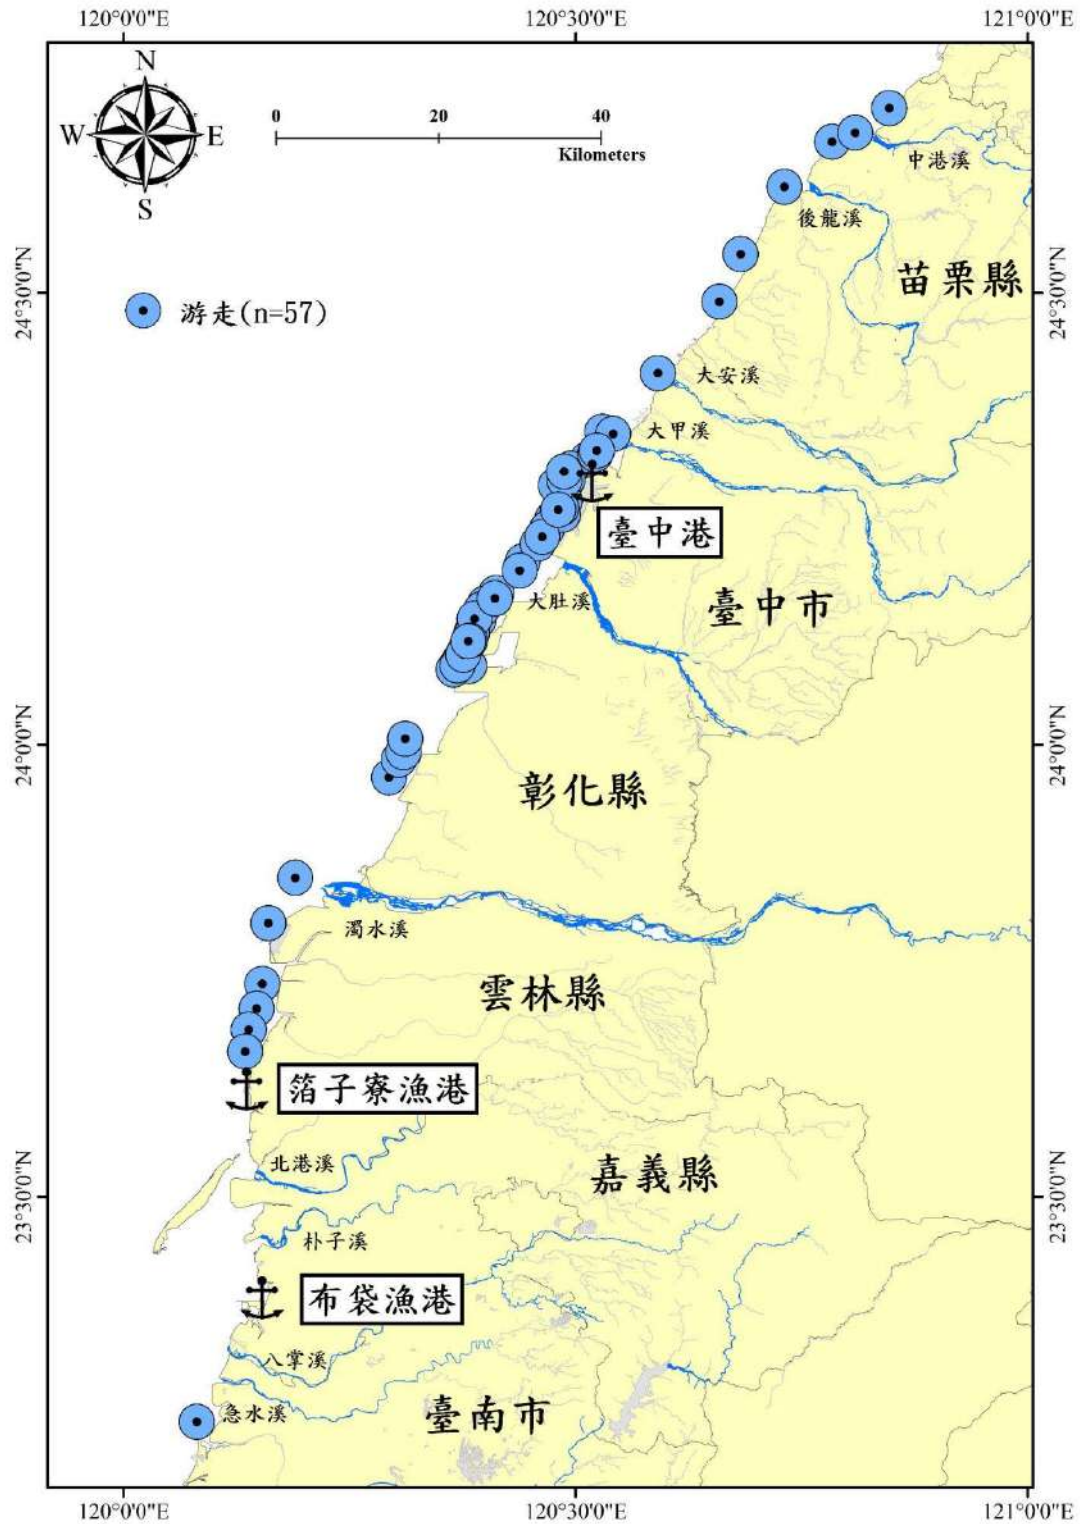 120°0'0"E
120°30'0"E
121°0'0"E
N
W
E
S
0
20
40
Kilometers
中港溪
後龍溪
苗栗縣
24°30'0"N
24°30'0"N
游走(n=57)
大安溪
大甲溪
臺中港
大肚溪
臺中市
24°0'0"N
24°0'0"N
彰化縣
濁水溪
雲林縣
箔子寮漁港
北港溪
嘉義縣
23°30'0"N
23°30'0"N
朴子溪
布袋漁港
八掌溪
急水溪
臺南市
120°0'0"E
120°30'0"E
121°0'0"E